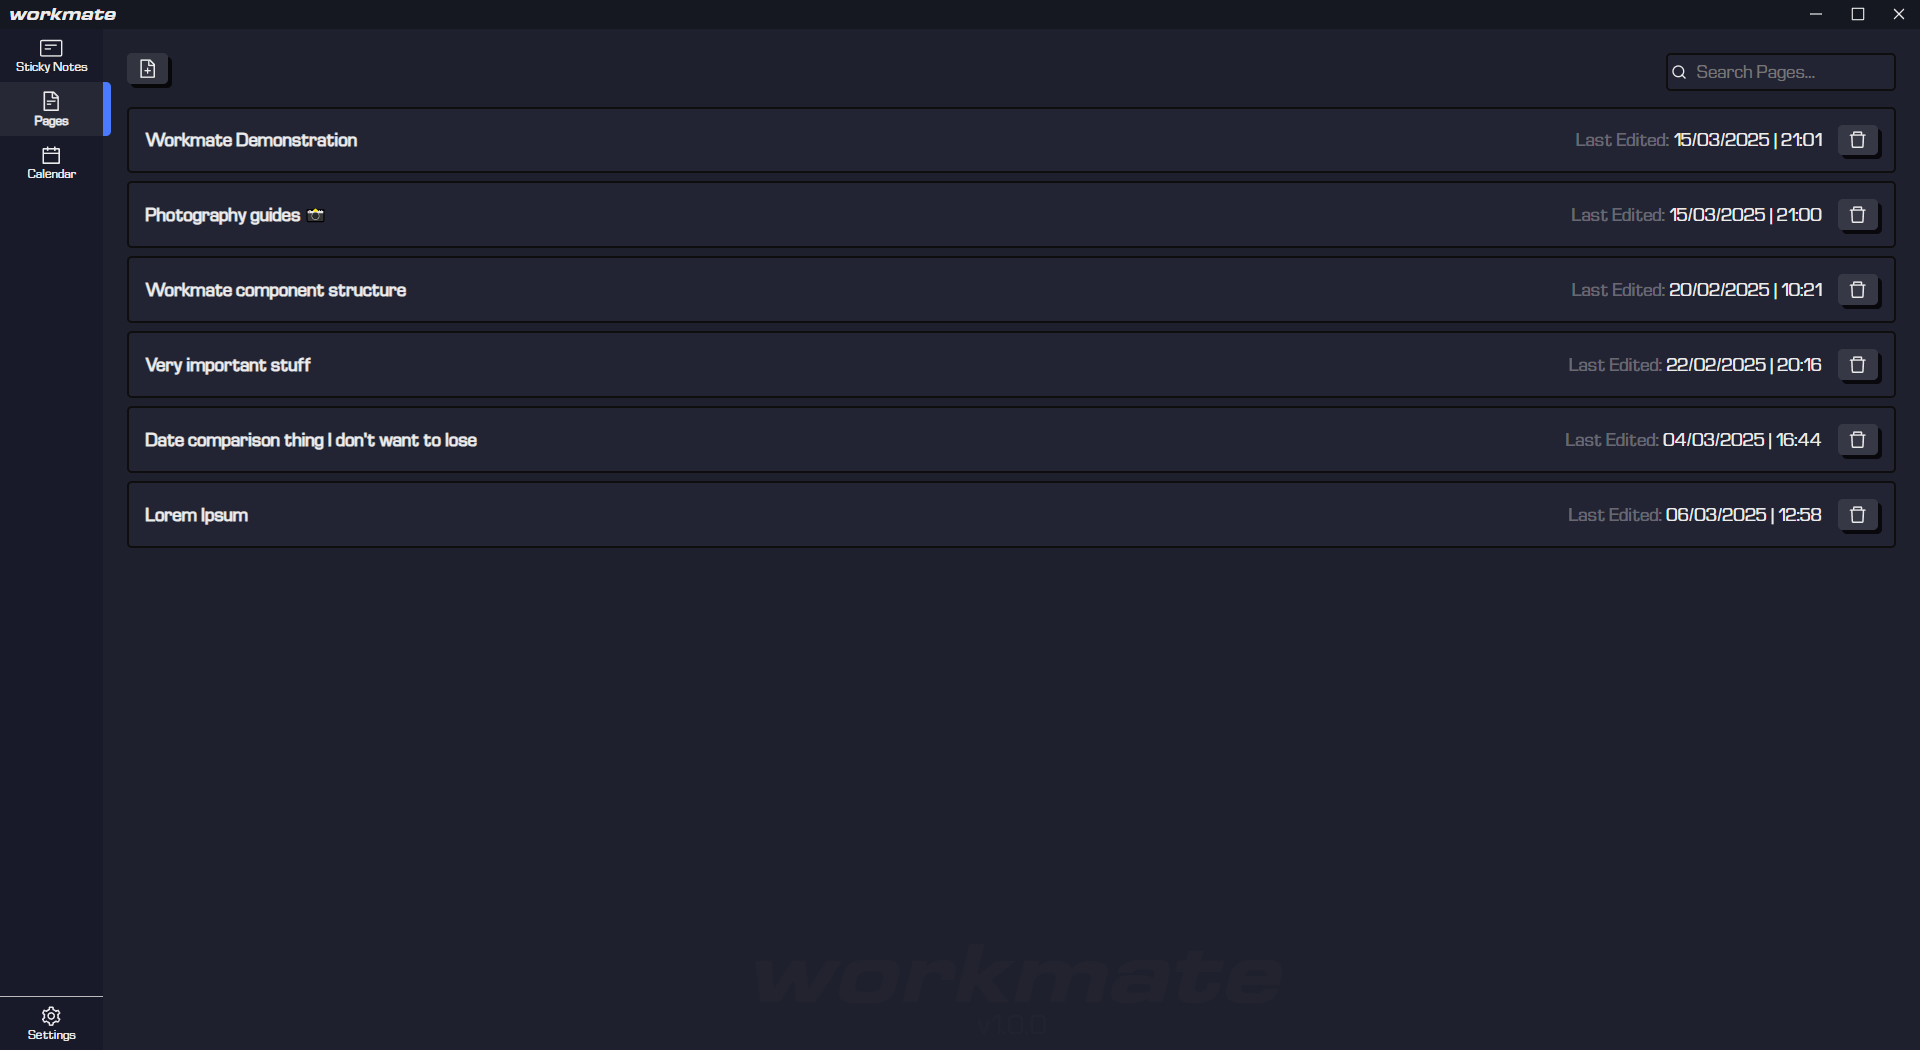 workmate
Sticky Notes
Pages
Calendar
Search Pages...
Workmate Demonstration Last Edited: 15/03/2025 | 21:01
Photography guides 📷 Last Edited: 15/03/2025 | 21:00
Workmate component structure Last Edited: 20/02/2025 | 10:21
Very important stuff Last Edited: 22/02/2025 | 20:16
Date comparison thing I don't want to lose Last Edited: 04/03/2025 | 16:44
Lorem Ipsum Last Edited: 06/03/2025 | 12:58
workmate
Settings